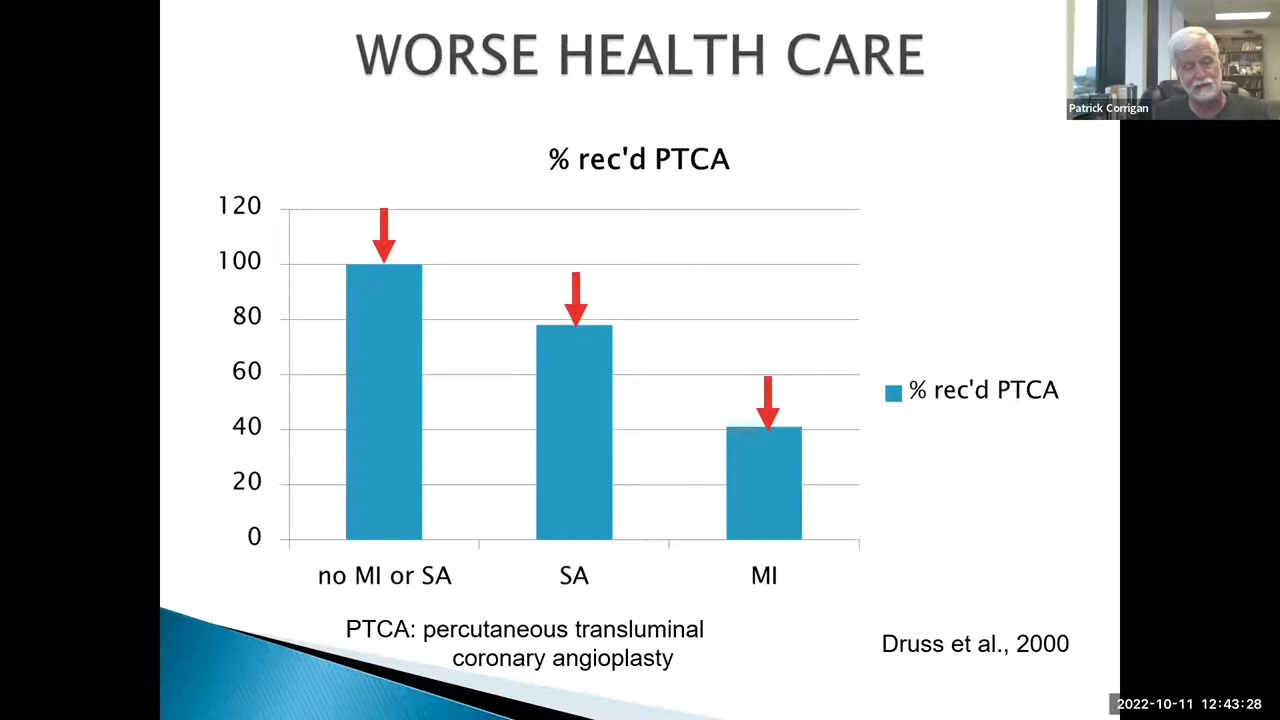 WORSE HEALTH CARE
Patrick Corrigan
% rec'd PTCA
120
100
80
60
40
20
0
% rec'd PTCA
no MI or SA
SA
MI
PTCA: percutaneous transluminal
coronary angioplasty
Druss et al., 2000
2022-10-11 12:43:28